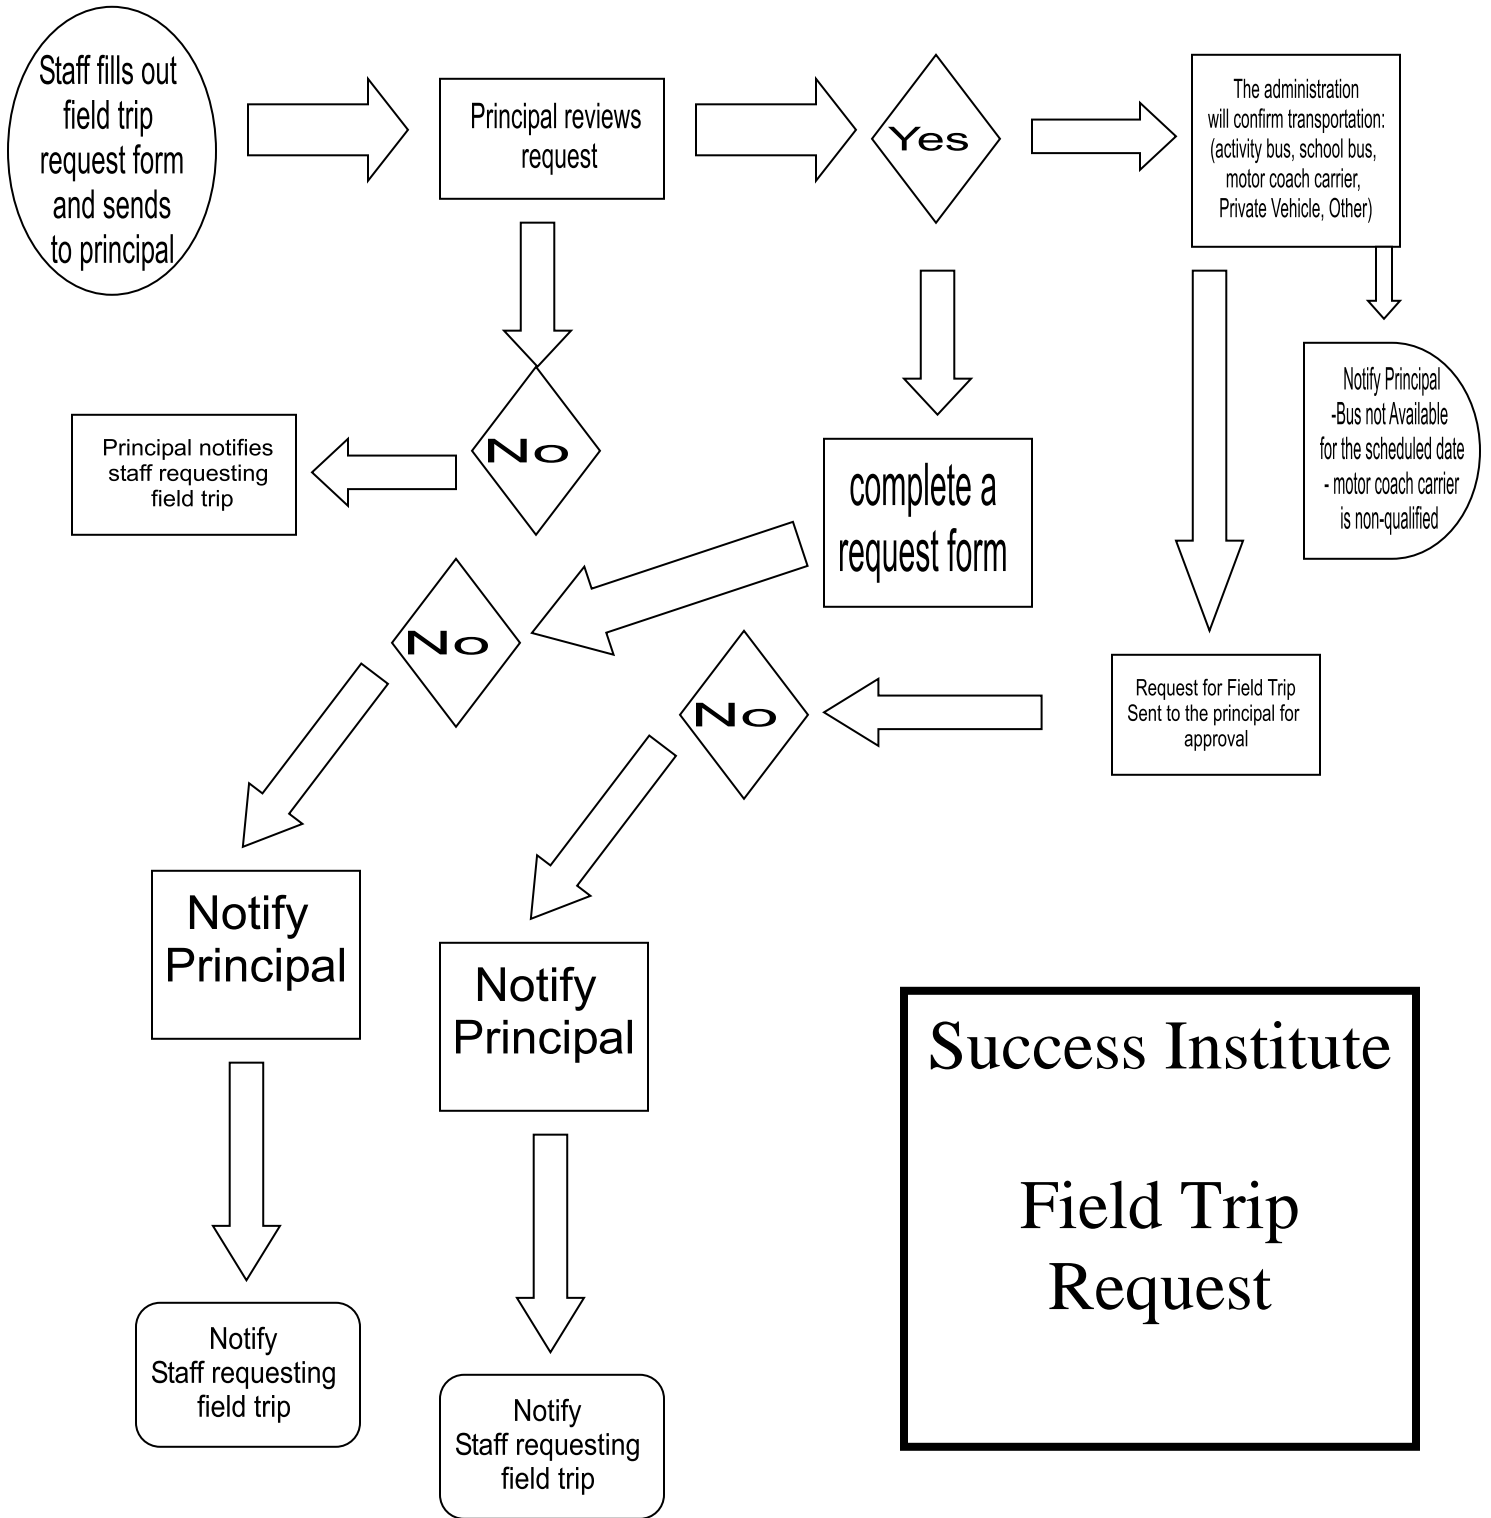 Staff fills out
field trip
request form
and sends
to principal
Principal reviews
request
Yes
The administration
will confirm transportation:
(activity bus, school bus,
motor coach carrier,
Private Vehicle, Other)
Notify Principal
-Bus not Available
for the scheduled date
- motor coach carrier
is non-qualified
No
Principal notifies
staff requesting
field trip
complete a
request form
No
No
Request for Field Trip
Sent to the principal for
approval
Notify
Principal
Notify
Principal
Success Institute
Field Trip
Request
Notify
Staff requesting
field trip
Notify
Staff requesting
field trip